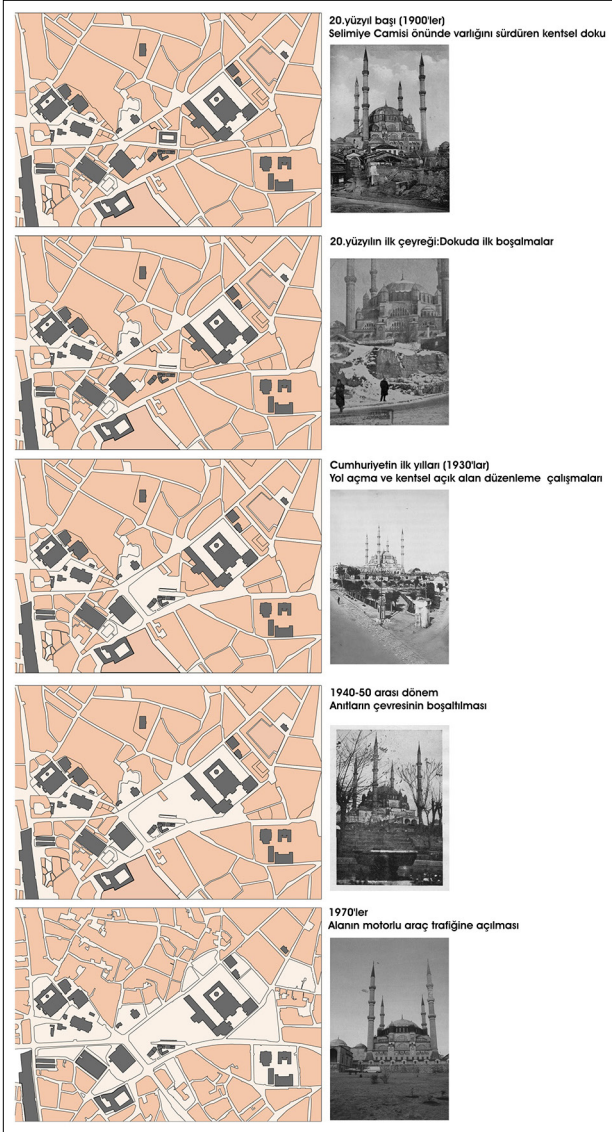 20.yüzyıl başı (1900'ler)
Selimiye Camisi önünde varlığını sürdüren kentsel doku
20.yüzyılın ilk çeyreği:Dokuda ilk boşalmalar
Cumhuriyetin ilk yılları (1930'lar)
Yol açma ve kentsel açık alan düzenleme çalışmaları
1940-50 arası dönem
Anıtların çevresinin boşaltılması
1970'ler
Alanın motorlu araç trafiğine açılması